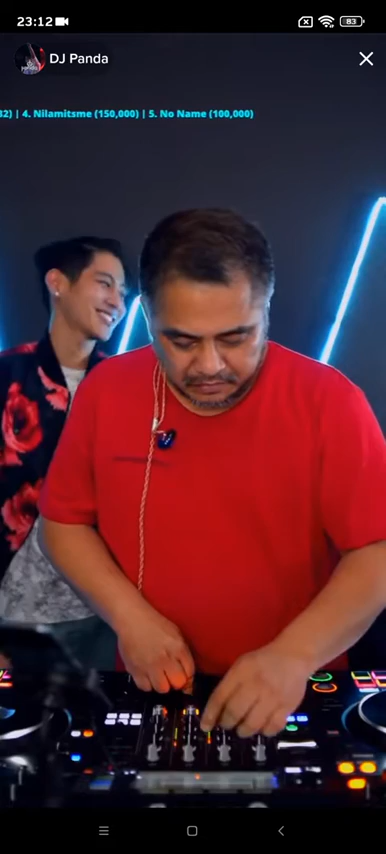 23:12
83
DJ Panda
32) | 4. Nilamitsme (150,000) | 5. No Name (100,000)